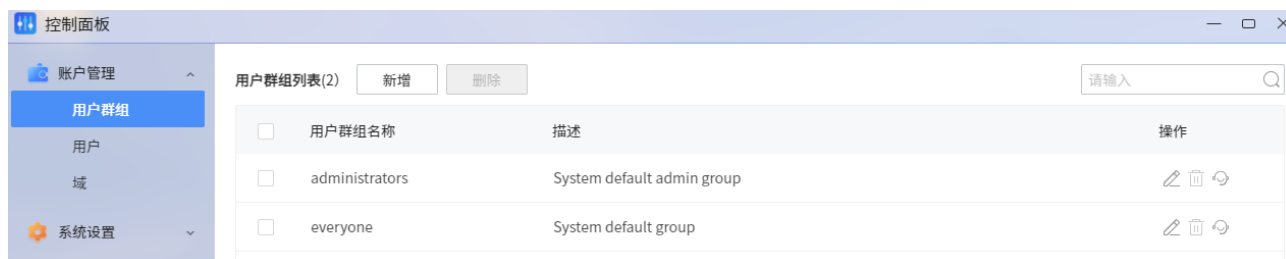 控制面板
账户管理
用户群组
用户
域
系统设置
用户群组列表(2) 新增 删除 请输入
用户群组名称 描述 操作
administrators System default admin group
everyone System default group